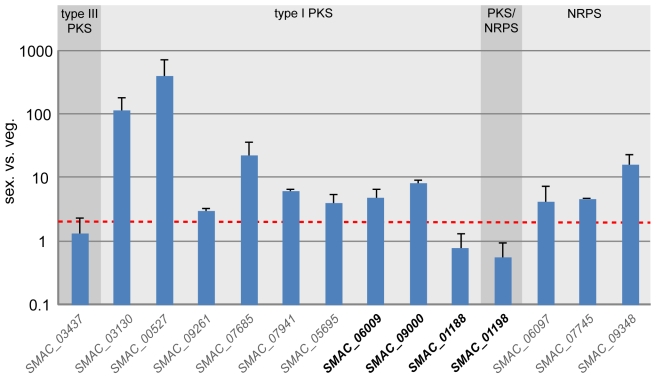 type III
PKS
type I PKS
PKS/
NRPS
NRPS
sex. vs. veg.
1000
100
10
1
0.1
SMAC_03437
SMAC_03130
SMAC_00527
SMAC_09261
SMAC_07685
SMAC_07941
SMAC_05695
SMAC_06009
SMAC_09000
SMAC_01188
SMAC_01198
SMAC_06097
SMAC_07745
SMAC_09348